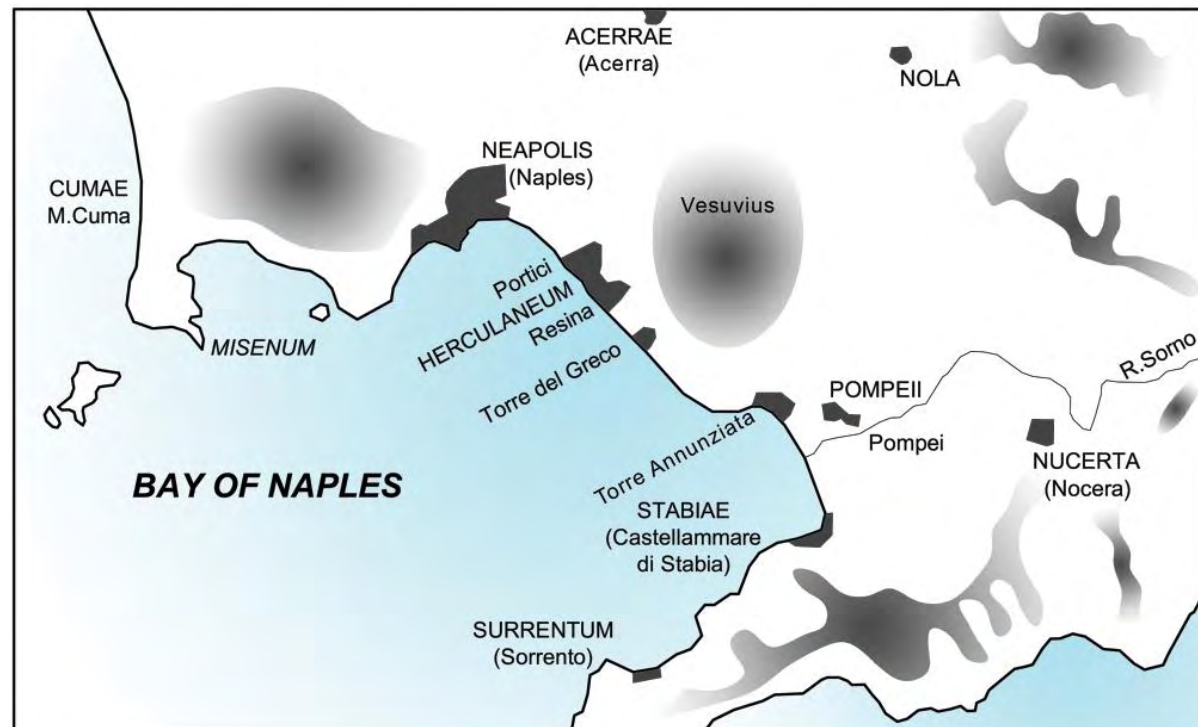 ACERRAE
(Acerra)
NOLA
NEAPOLIS
(Naples)
CUMAE
M.Cuma
Vesuvius
Portici
HERCULANEUM
Resina
MISENUM
Torre del Greco
R.Sorno
POMPEII
Pompei
Torre Annunziata
NUCERTA
(Nocera)
BAY OF NAPLES
STABIAE
(Castellammare
di Stabia)
SURRENTUM
(Sorrento)